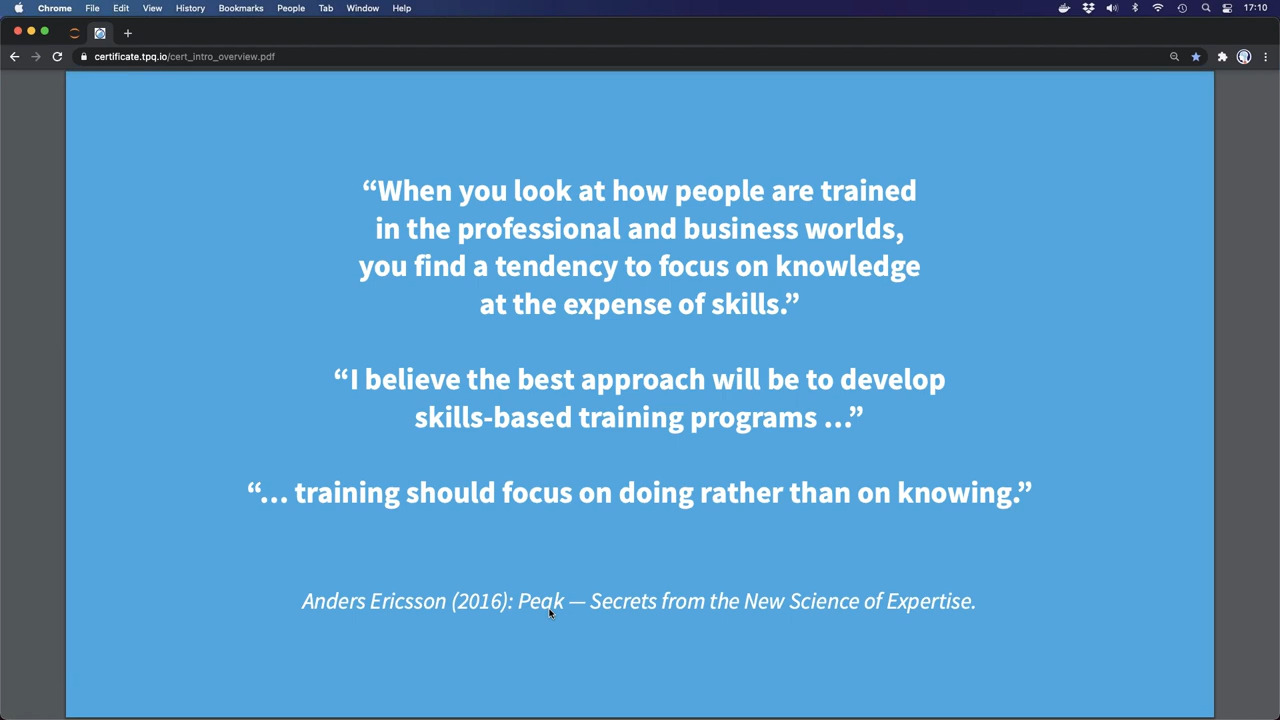 Chrome File Edit View History Bookmarks People Tab Window Help 17:10
certificate.tpq.io/cert_intro_overview.pdf
“When you look at how people are trained
in the professional and business worlds,
you find a tendency to focus on knowledge
at the expense of skills.”
“I believe the best approach will be to develop
skills-based training programs …”
“… training should focus on doing rather than on knowing.”
Anders Ericsson (2016): Peak — Secrets from the New Science of Expertise.